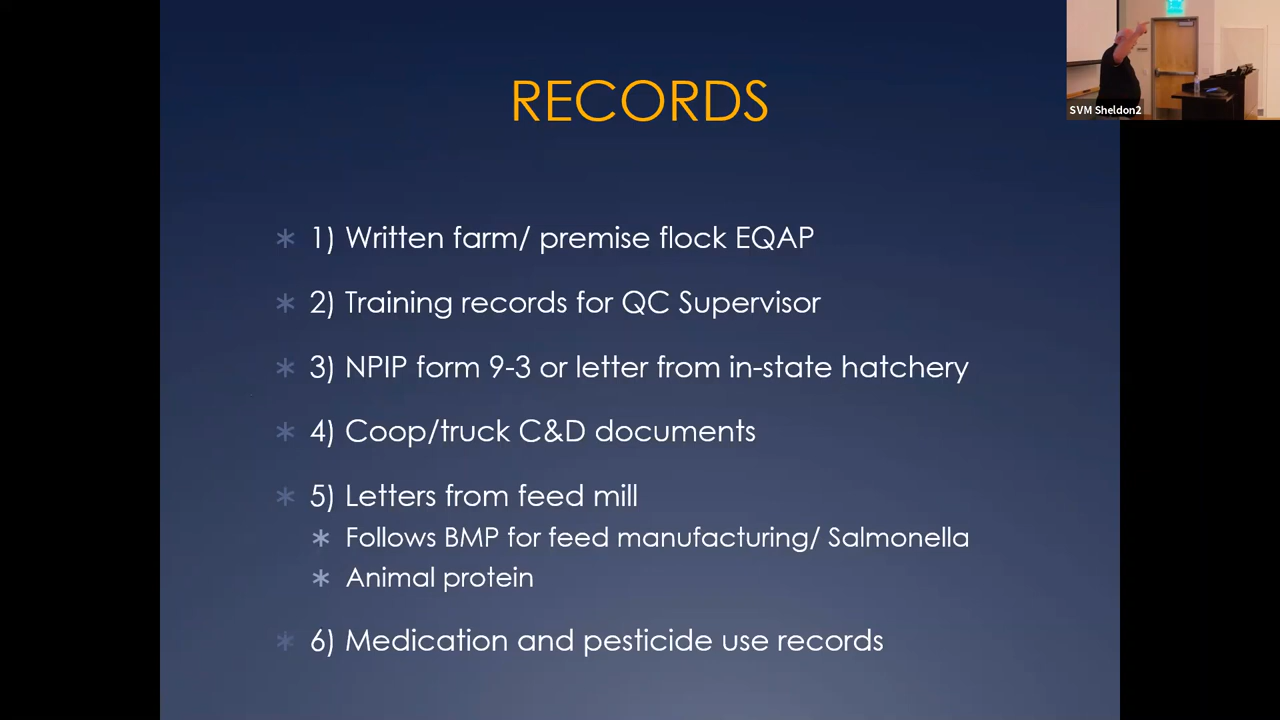 RECORDS
SVM Sheldon2
* 1) Written farm/ premise flock EQAP
* 2) Training records for QC Supervisor
* 3) NPIP form 9-3 or letter from in-state hatchery
* 4) Coop/truck C&D documents
* 5) Letters from feed mill
* Follows BMP for feed manufacturing/ Salmonella
* Animal protein
* 6) Medication and pesticide use records